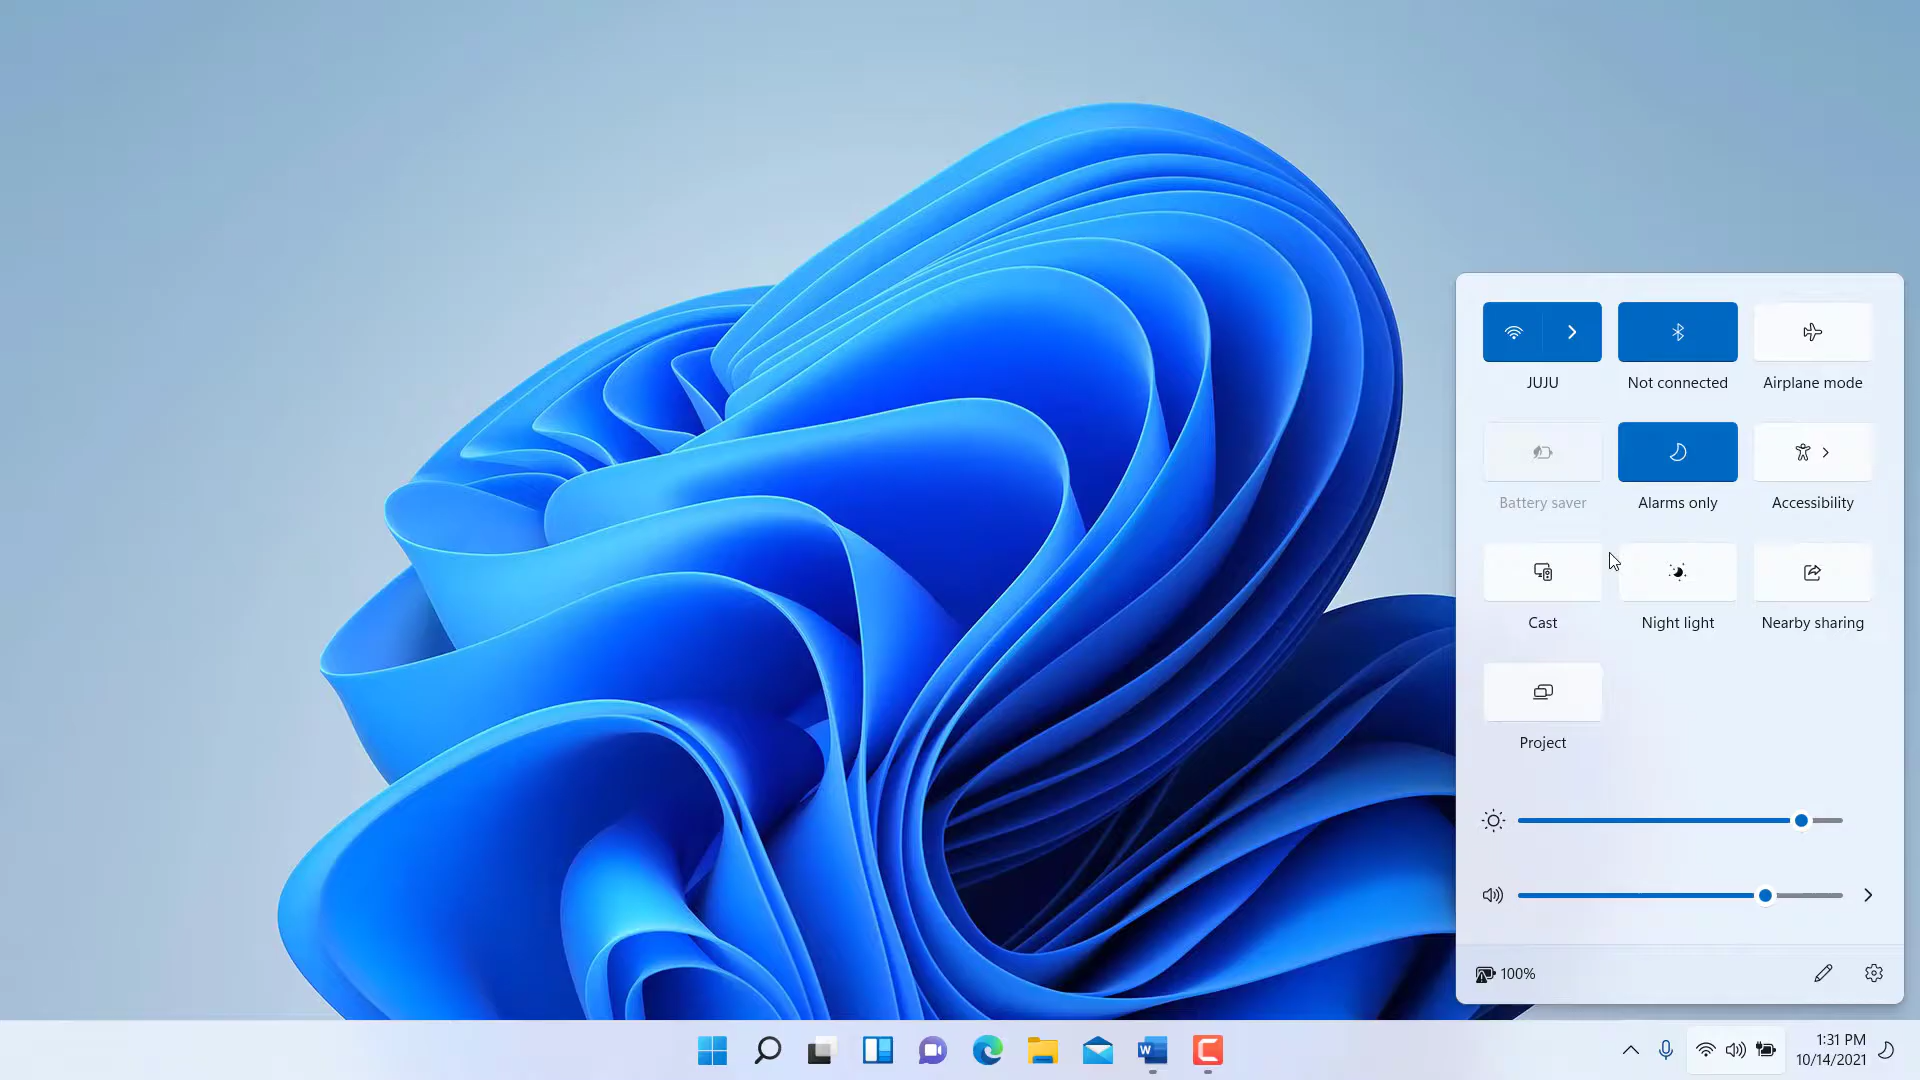 JUJU
Not connected
Airplane mode
Battery saver
Alarms only
Accessibility
Cast
Night light
Nearby sharing
Project
100%
W
1:31 PM
10/14/2021